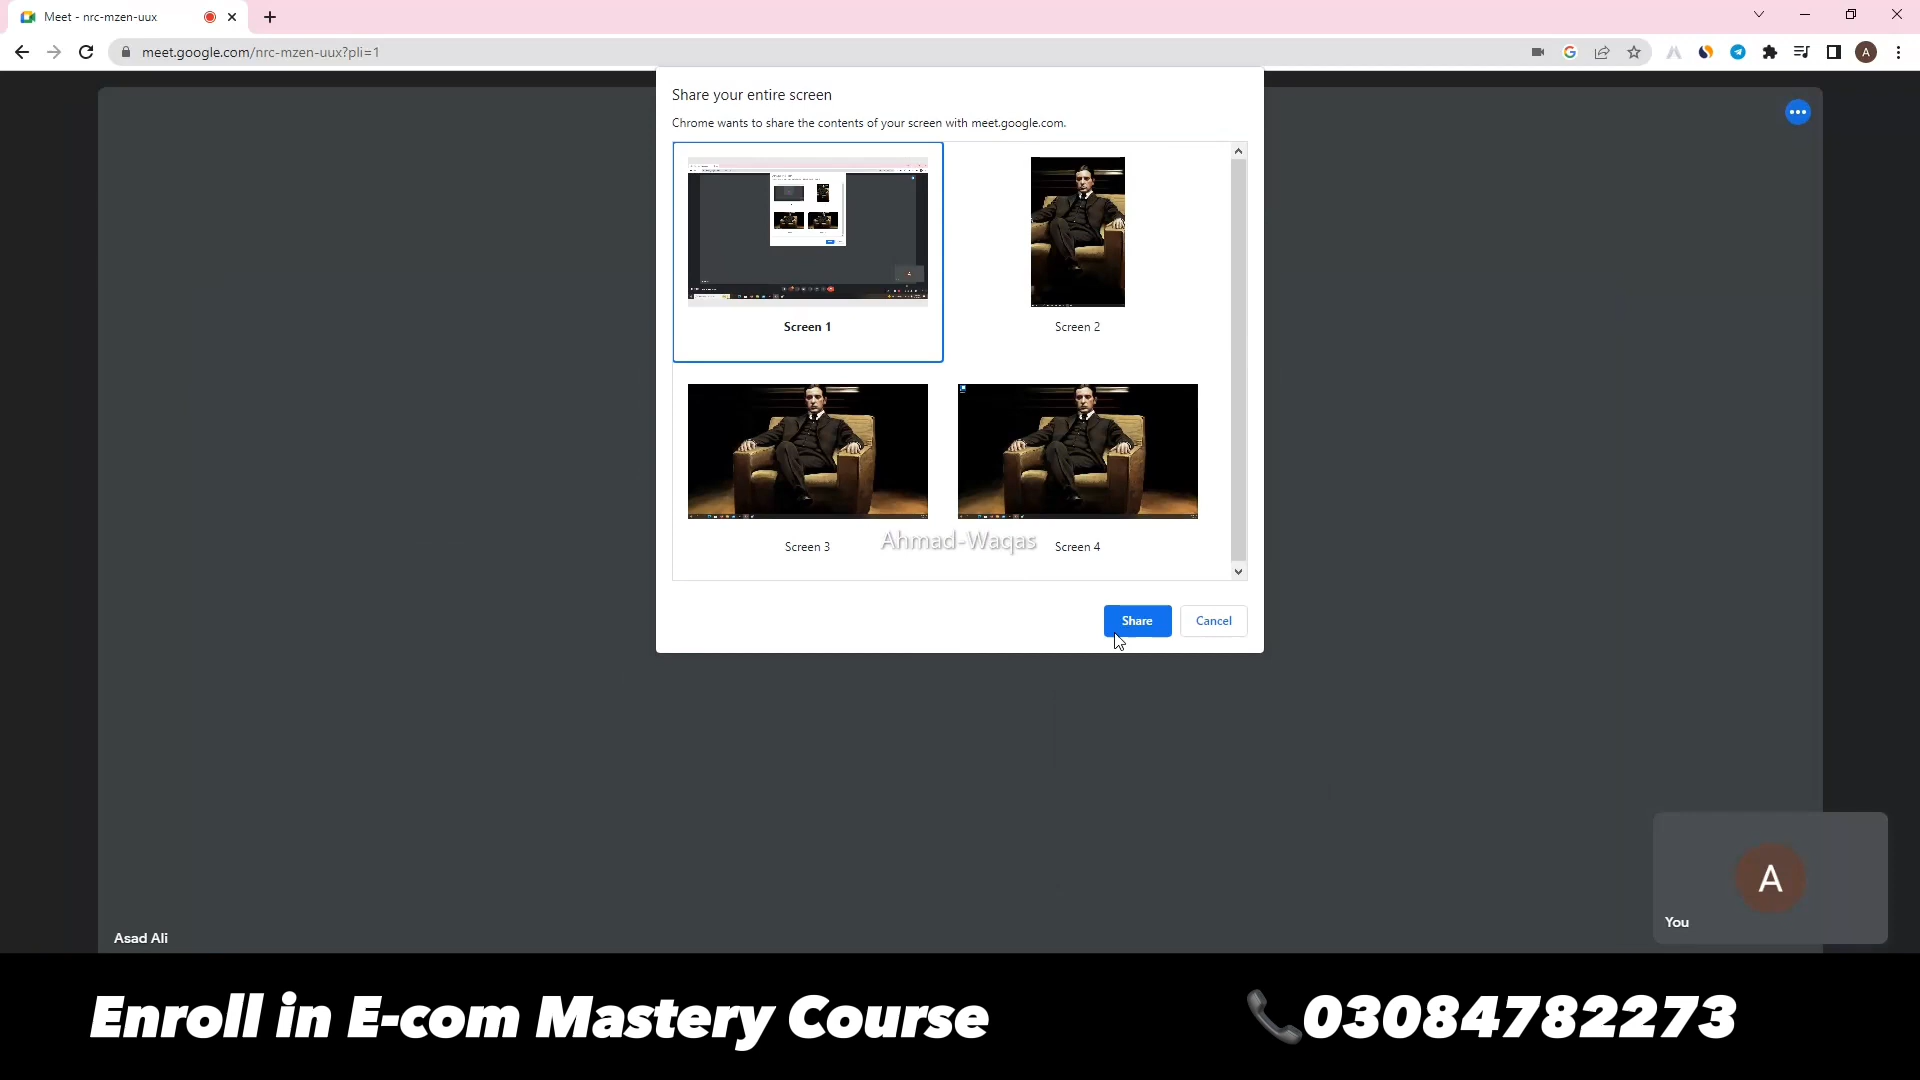 Meet - nrc-mzen-uux
meet.google.com/nrc-mzen-uux?pli=1
A
Share your entire screen
Chrome wants to share the contents of your screen with meet.google.com.
Screen 1
Screen 2
Screen 3
Screen 4
Ahmad-Waqas
Share
Cancel
A
You
Asad Ali
Enroll in E-com Mastery Course
03084782273